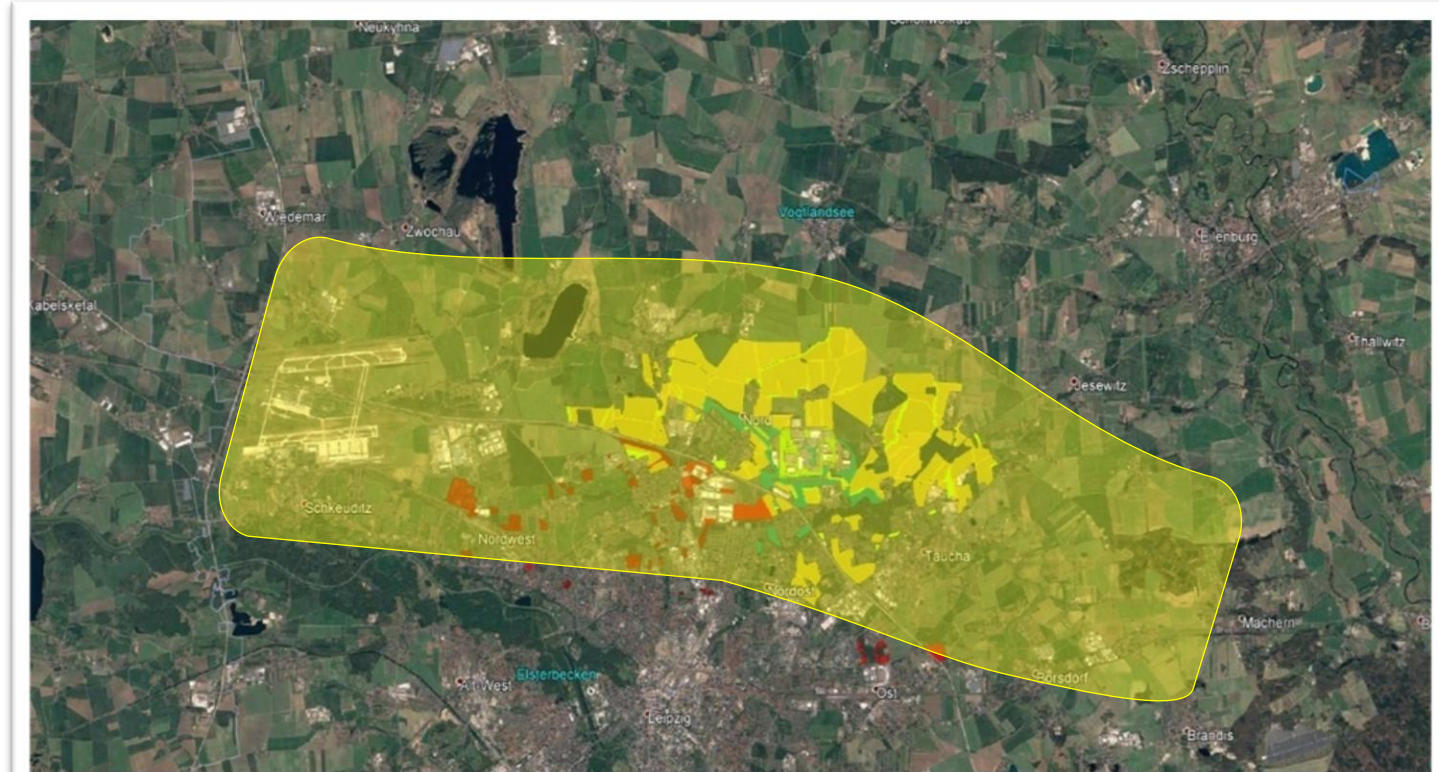 Neukyhna
Zschepplin
Wiedemar
Zwochau
Vogtlandsee
Eilenburg
Kabelsketal
Thallwitz
Jesewitz
Nord
Schkeuditz
Nordwest
Taucha
Nordost
Machern
Elsterbecken
Alt-West
Borsdorf
Ost
Leipzig
Brandis